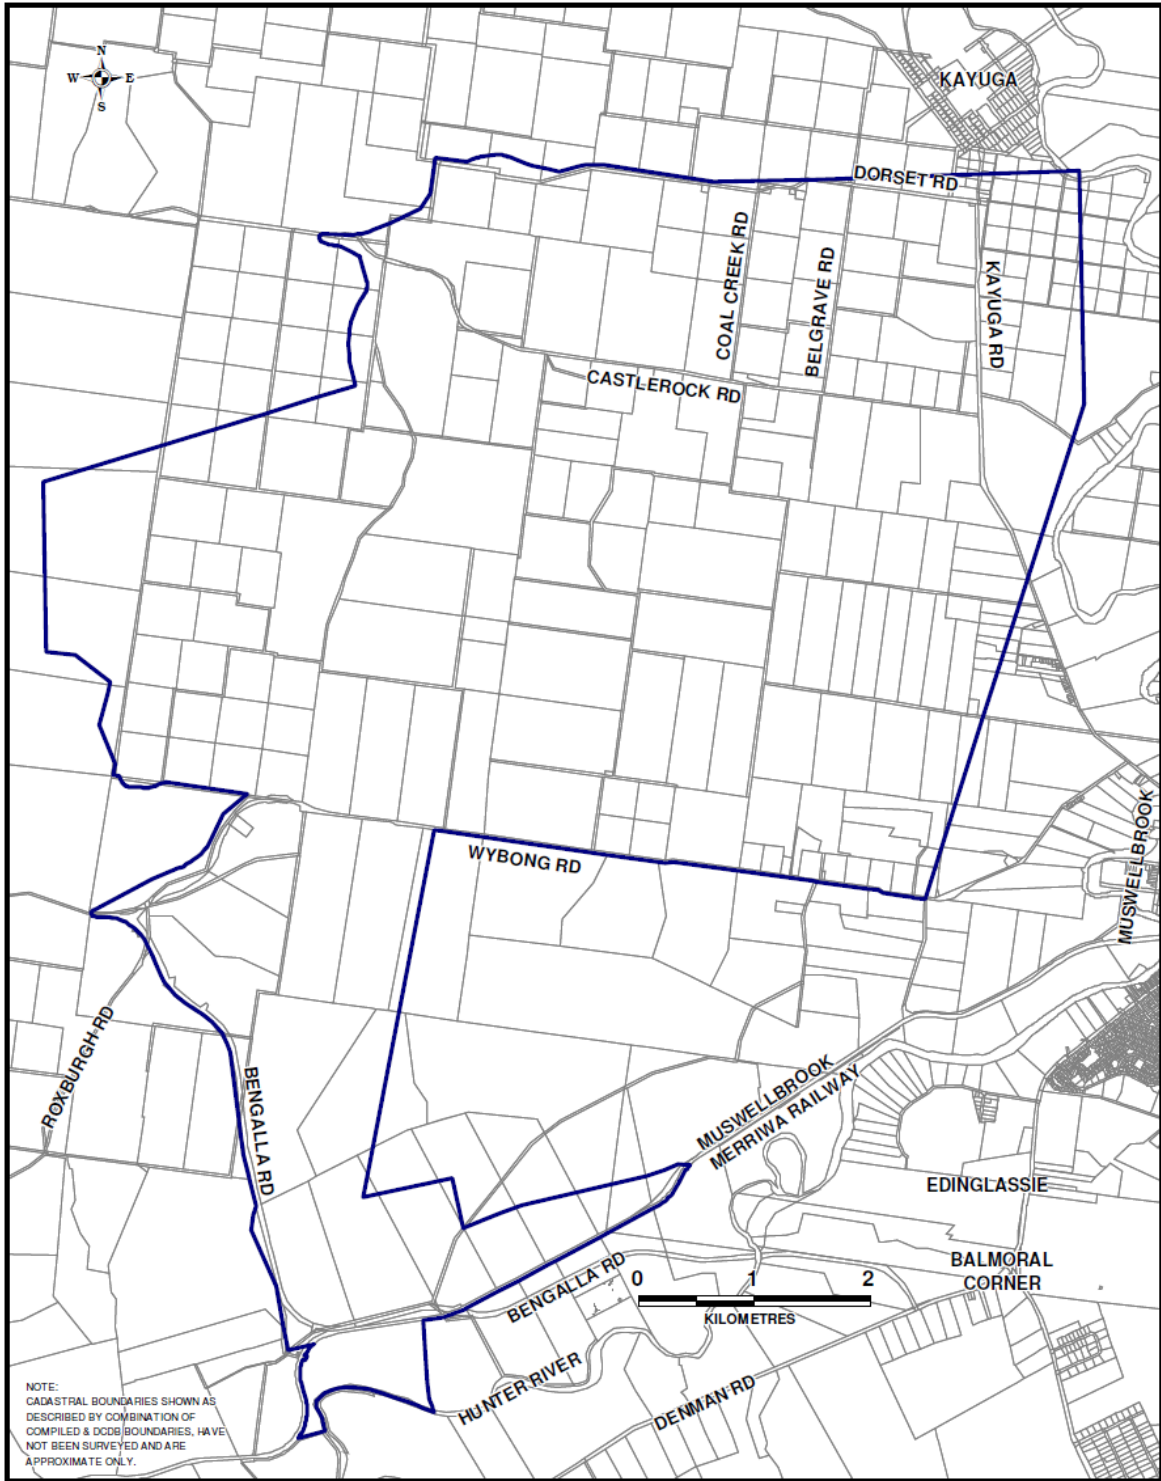 N
W E
S
KAYUGA
DORSET RD
COAL CREEK RD
BELGRAVE RD
KAYUGA RD
CASTLEROCK RD
WYBONG RD
MUSWELLBROOK
ROXBURGH RD
BENGALLA RD
MUSWELLBROOK
MERRIWA RAILWAY
EDINGLASSIE
BALMORAL
CORNER
BENGALLA RD
0 1 2
KILOMETRES
HUNTER RIVER
DENMAN RD
NOTE:
CADASTRAL BOUNDARIES SHOWN AS
DESCRIBED BY COMBINATION OF
COMPILED & DCDB BOUNDARIES, HAVE
NOT BEEN SURVEYED AND ARE
APPROXIMATE ONLY.